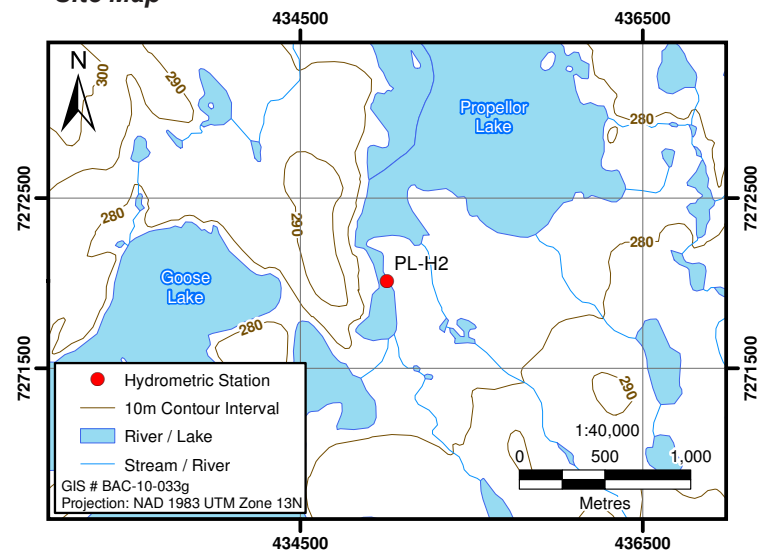 Site Map
434500
436500
N
300
290
Propellor
Lake
280
7272500
7272500
280
290
PL-H2
280
Goose
Lake
280
7271500
7271500
290
Hydrometric Station
10m Contour Interval
River / Lake
Stream / River
GIS # BAC-10-033g
Projection: NAD 1983 UTM Zone 13N
1:40,000
0 500 1,000
Metres
434500
436500